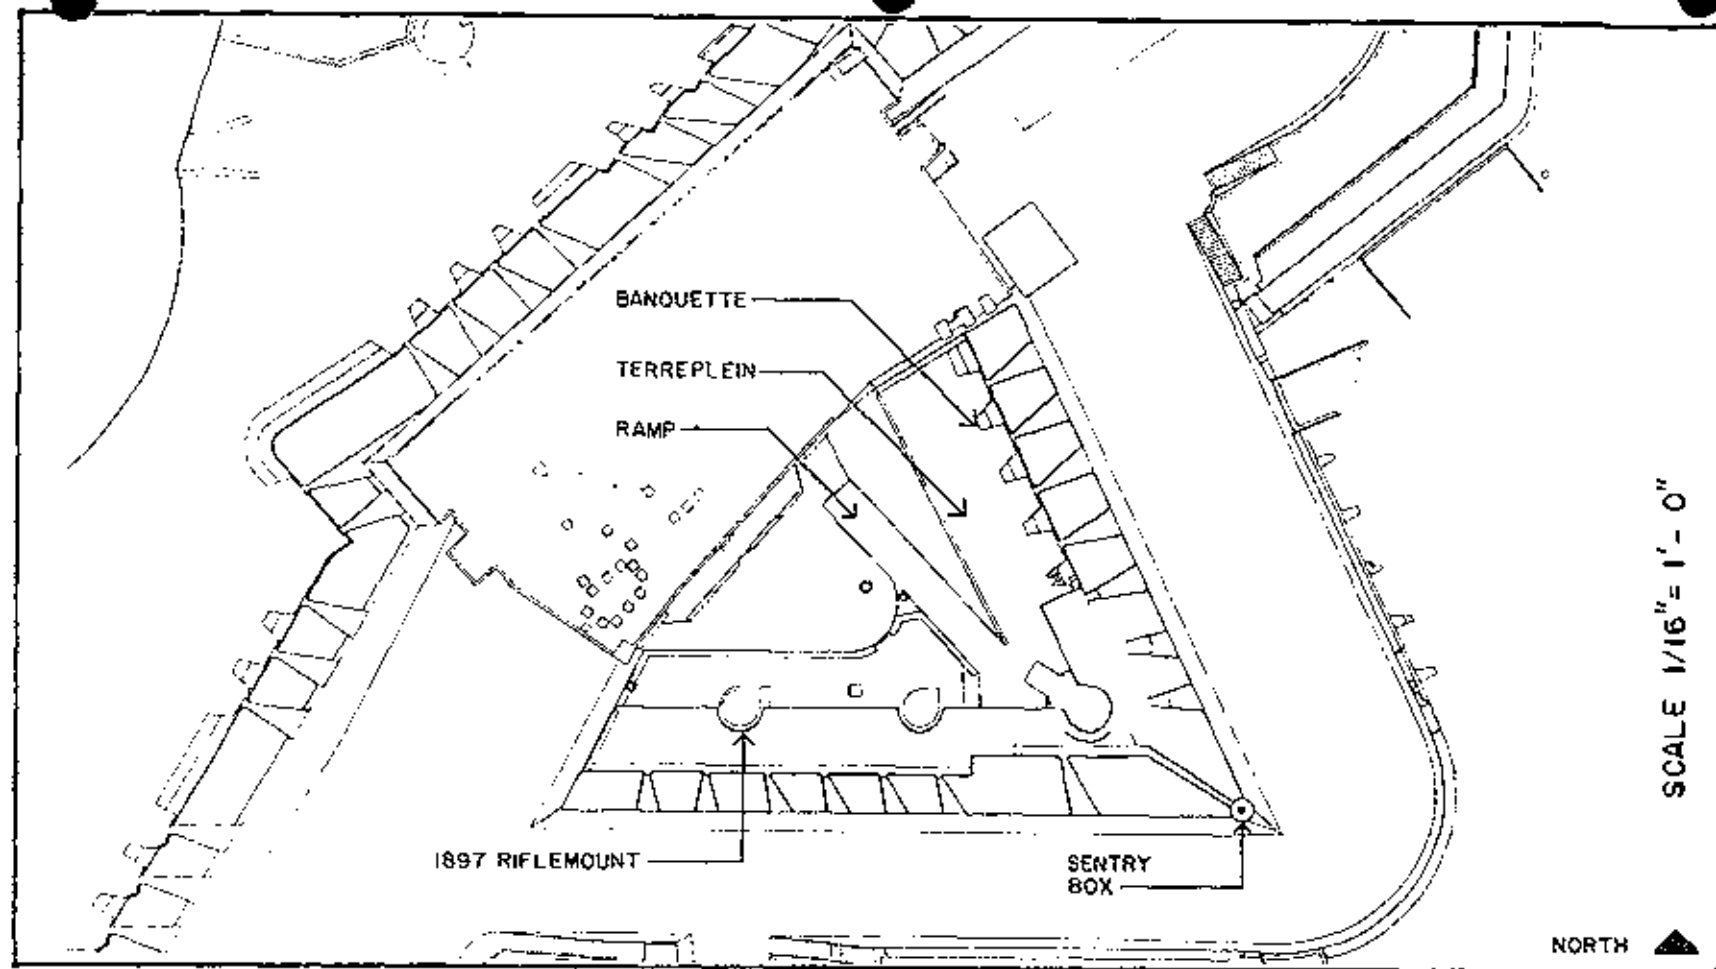 BANQUETTE
TERREPLEIN
RAMP
1897 RIFLEMOUNT
SENTRY
BOX
SCALE 1/16"= 1'- 0"
NORTH